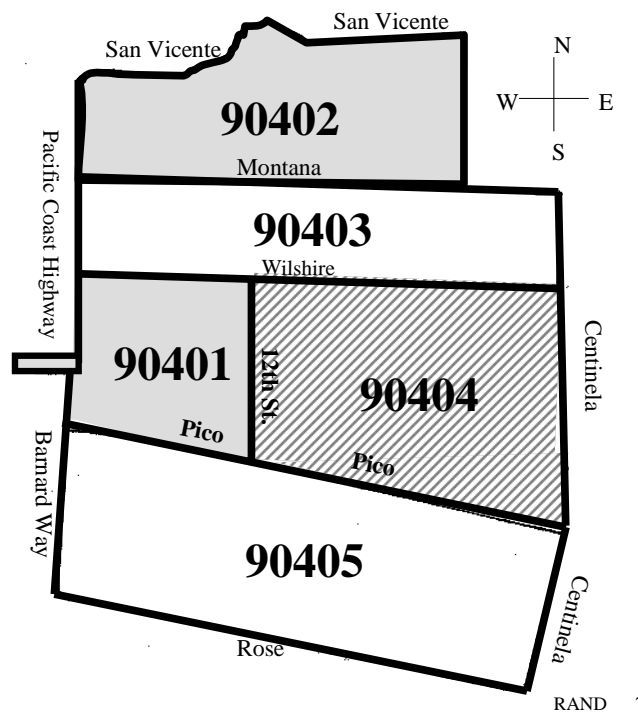 San Vicente
San Vicente
N
W
E
S
90402
Pacific Coast Highway
Montana
90403
Wilshire
90401
12th St.
90404
Centinela
Pico
Pico
Barnard Way
90405
Centinela
Rose
RAND